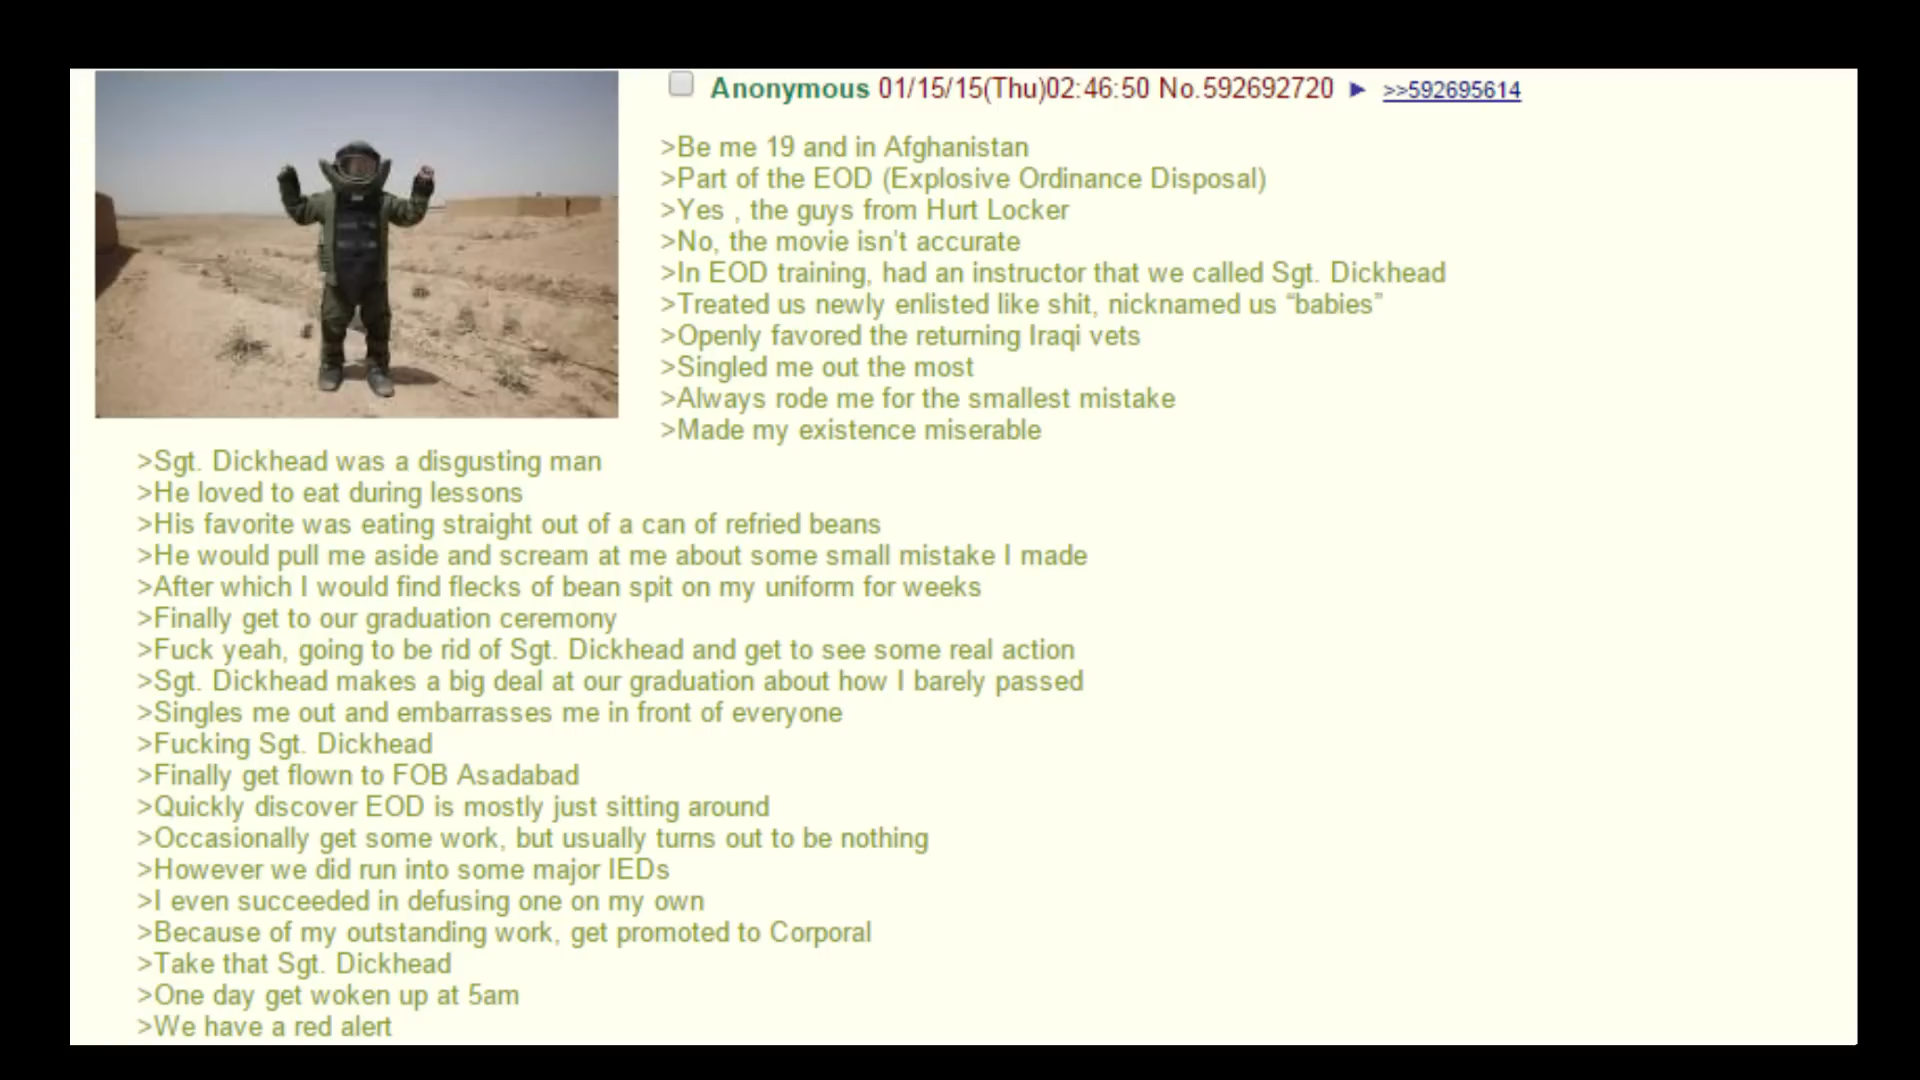 Anonymous 01/15/15(Thu)02:46:50 No.592692720 ▶ >>592695614
>Be me 19 and in Afghanistan
>Part of the EOD (Explosive Ordinance Disposal)
>Yes , the guys from Hurt Locker
>No, the movie isn't accurate
>In EOD training, had an instructor that we called Sgt. Dickhead
>Treated us newly enlisted like shit, nicknamed us “babies”
>Openly favored the returning Iraqi vets
>Singled me out the most
>Always rode me for the smallest mistake
>Made my existence miserable
>Sgt. Dickhead was a disgusting man
>He loved to eat during lessons
>His favorite was eating straight out of a can of refried beans
>He would pull me aside and scream at me about some small mistake I made
>After which I would find flecks of bean spit on my uniform for weeks
>Finally get to our graduation ceremony
>Fuck yeah, going to be rid of Sgt. Dickhead and get to see some real action
>Sgt. Dickhead makes a big deal at our graduation about how I barely passed
>Singles me out and embarrasses me in front of everyone
>Fucking Sgt. Dickhead
>Finally get flown to FOB Asadabad
>Quickly discover EOD is mostly just sitting around
>Occasionally get some work, but usually turns out to be nothing
>However we did run into some major IEDs
>I even succeeded in defusing one on my own
>Because of my outstanding work, get promoted to Corporal
>Take that Sgt. Dickhead
>One day get woken up at 5am
>We have a red alert